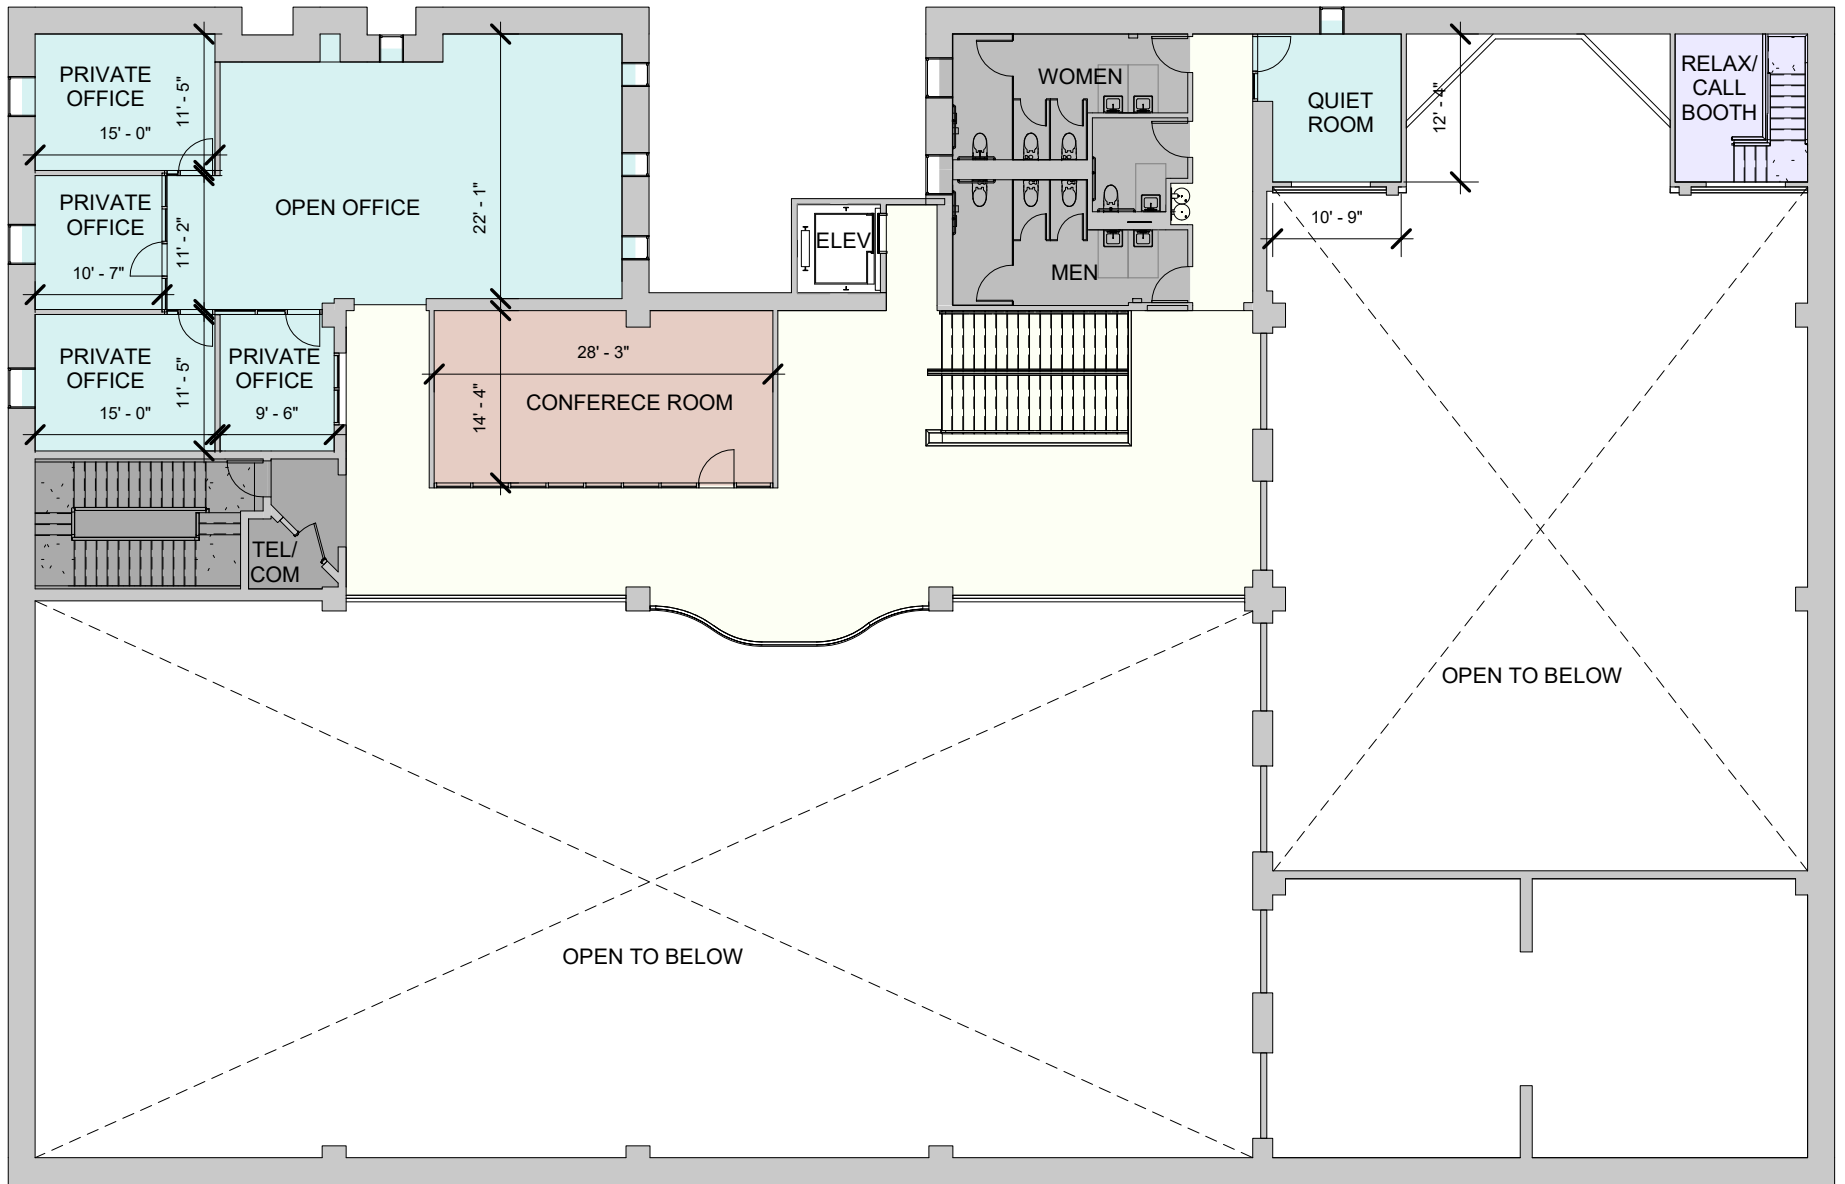 PRIVATE
OFFICE
11' - 5"
15' - 0"
PRIVATE
OFFICE
11' - 2"
10' - 7"
PRIVATE
OFFICE
11' - 5"
15' - 0"
PRIVATE
OFFICE
9' - 6"
OPEN OFFICE
22' - 1"
28' - 3"
14' - 4"
CONFERECE ROOM
TEL/
COM
ELEV
WOMEN
MEN
QUIET
ROOM
12' - 4"
10' - 9"
RELAX/
CALL
BOOTH
OPEN TO BELOW
OPEN TO BELOW